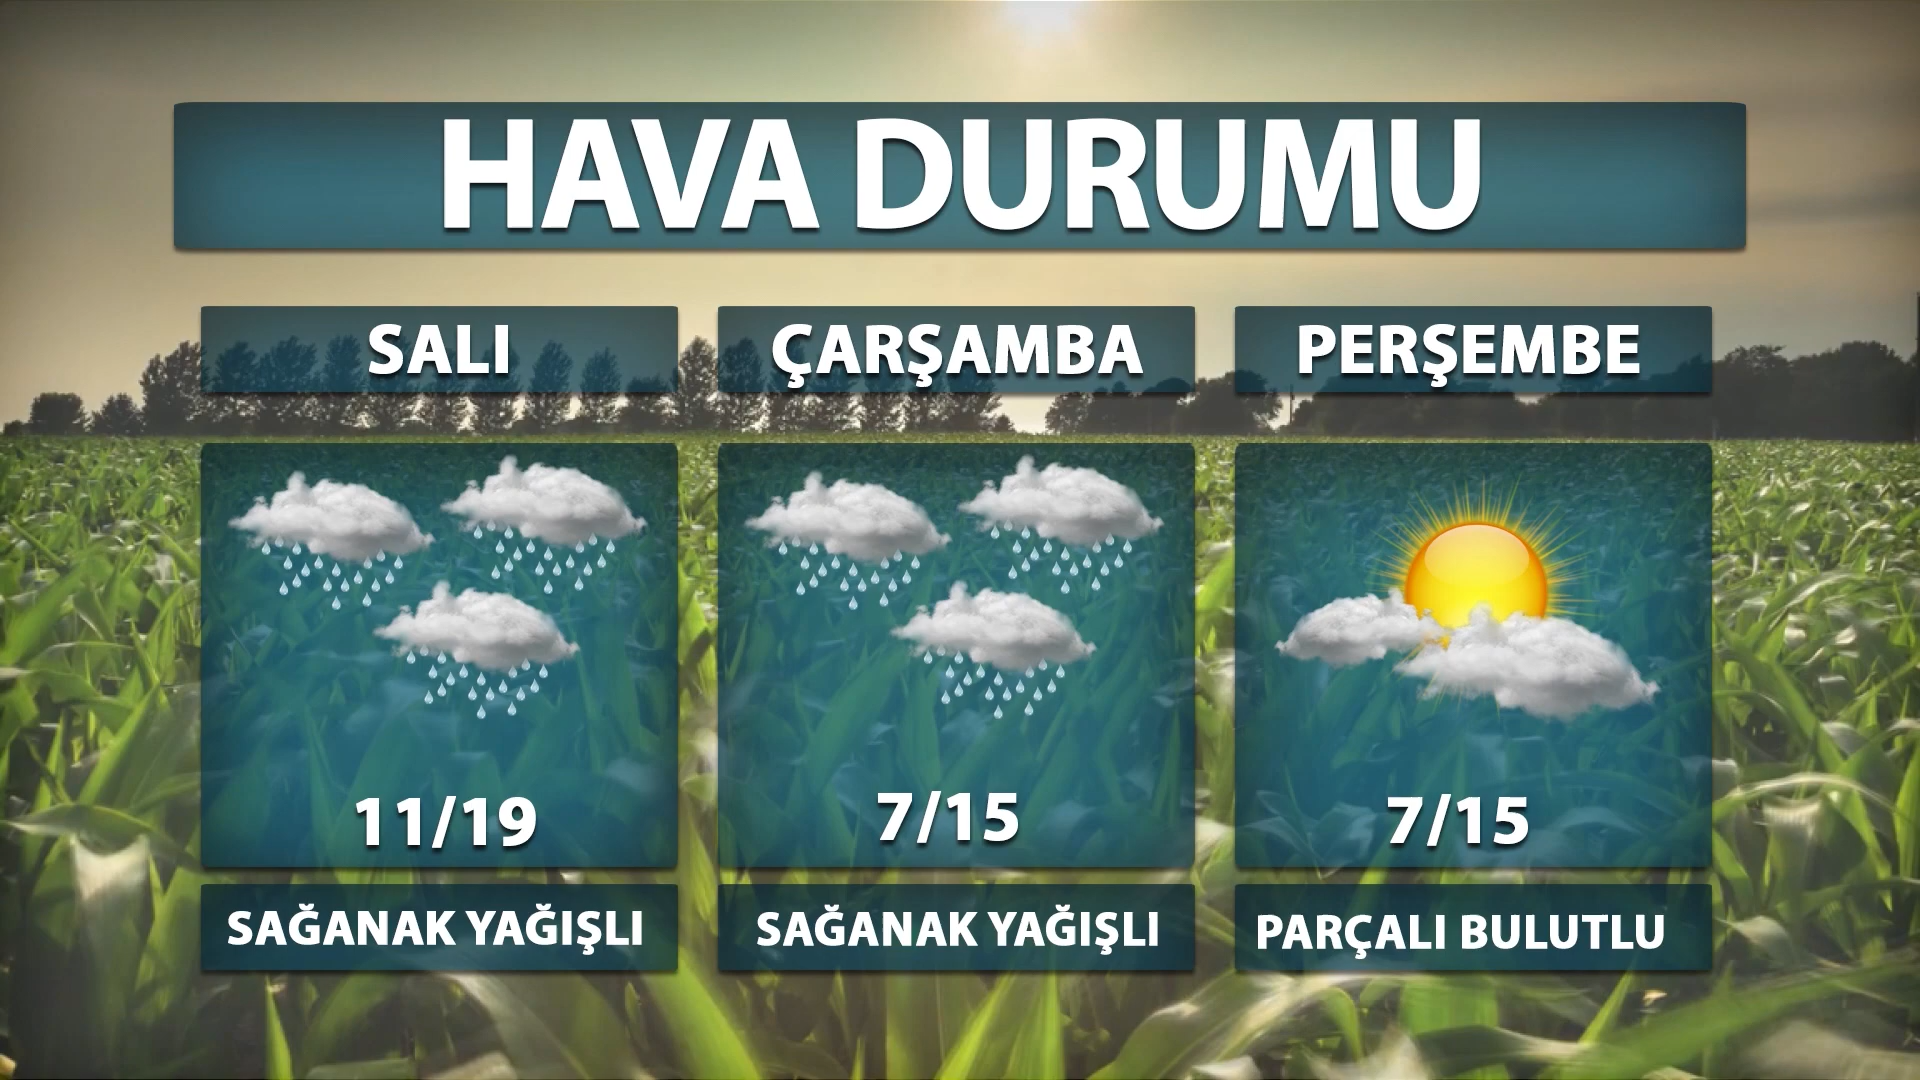 HAVA DURUMU
SALI
ÇARŞAMBA
PERŞEMBE
11/19
7/15
7/15
SAĞANAK YAĞIŞLI
SAĞANAK YAĞIŞLI
PARÇALI BULUTLU